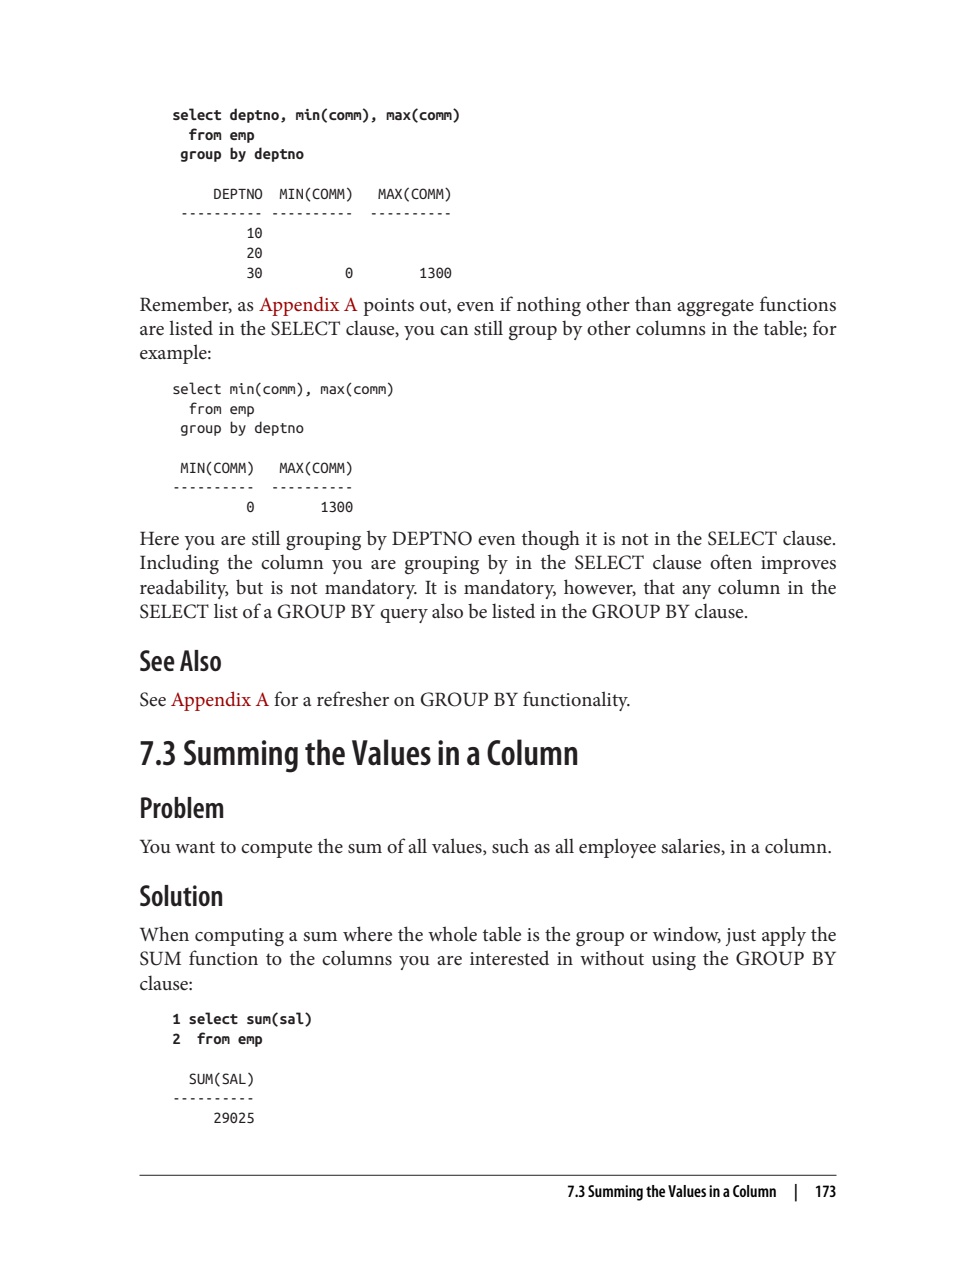 select deptno, min(comm), max(comm)
  from emp
 group by deptno

     DEPTNO  MIN(COMM)   MAX(COMM)
 ---------- ----------  ----------
         10
         20
         30          0        1300
Remember, as Appendix A points out, even if nothing other than aggregate functions
are listed in the SELECT clause, you can still group by other columns in the table; for
example:
select min(comm), max(comm)
  from emp
 group by deptno

 MIN(COMM)   MAX(COMM)
----------  ----------
         0        1300
Here you are still grouping by DEPTNO even though it is not in the SELECT clause.
Including the column you are grouping by in the SELECT clause often improves
readability, but is not mandatory. It is mandatory, however, that any column in the
SELECT list of a GROUP BY query also be listed in the GROUP BY clause.
See Also
See Appendix A for a refresher on GROUP BY functionality.
7.3 Summing the Values in a Column
Problem
You want to compute the sum of all values, such as all employee salaries, in a column.
Solution
When computing a sum where the whole table is the group or window, just apply the
SUM function to the columns you are interested in without using the GROUP BY
clause:
1 select sum(sal)
2  from emp

  SUM(SAL)
----------
     29025
7.3 Summing the Values in a Column | 173